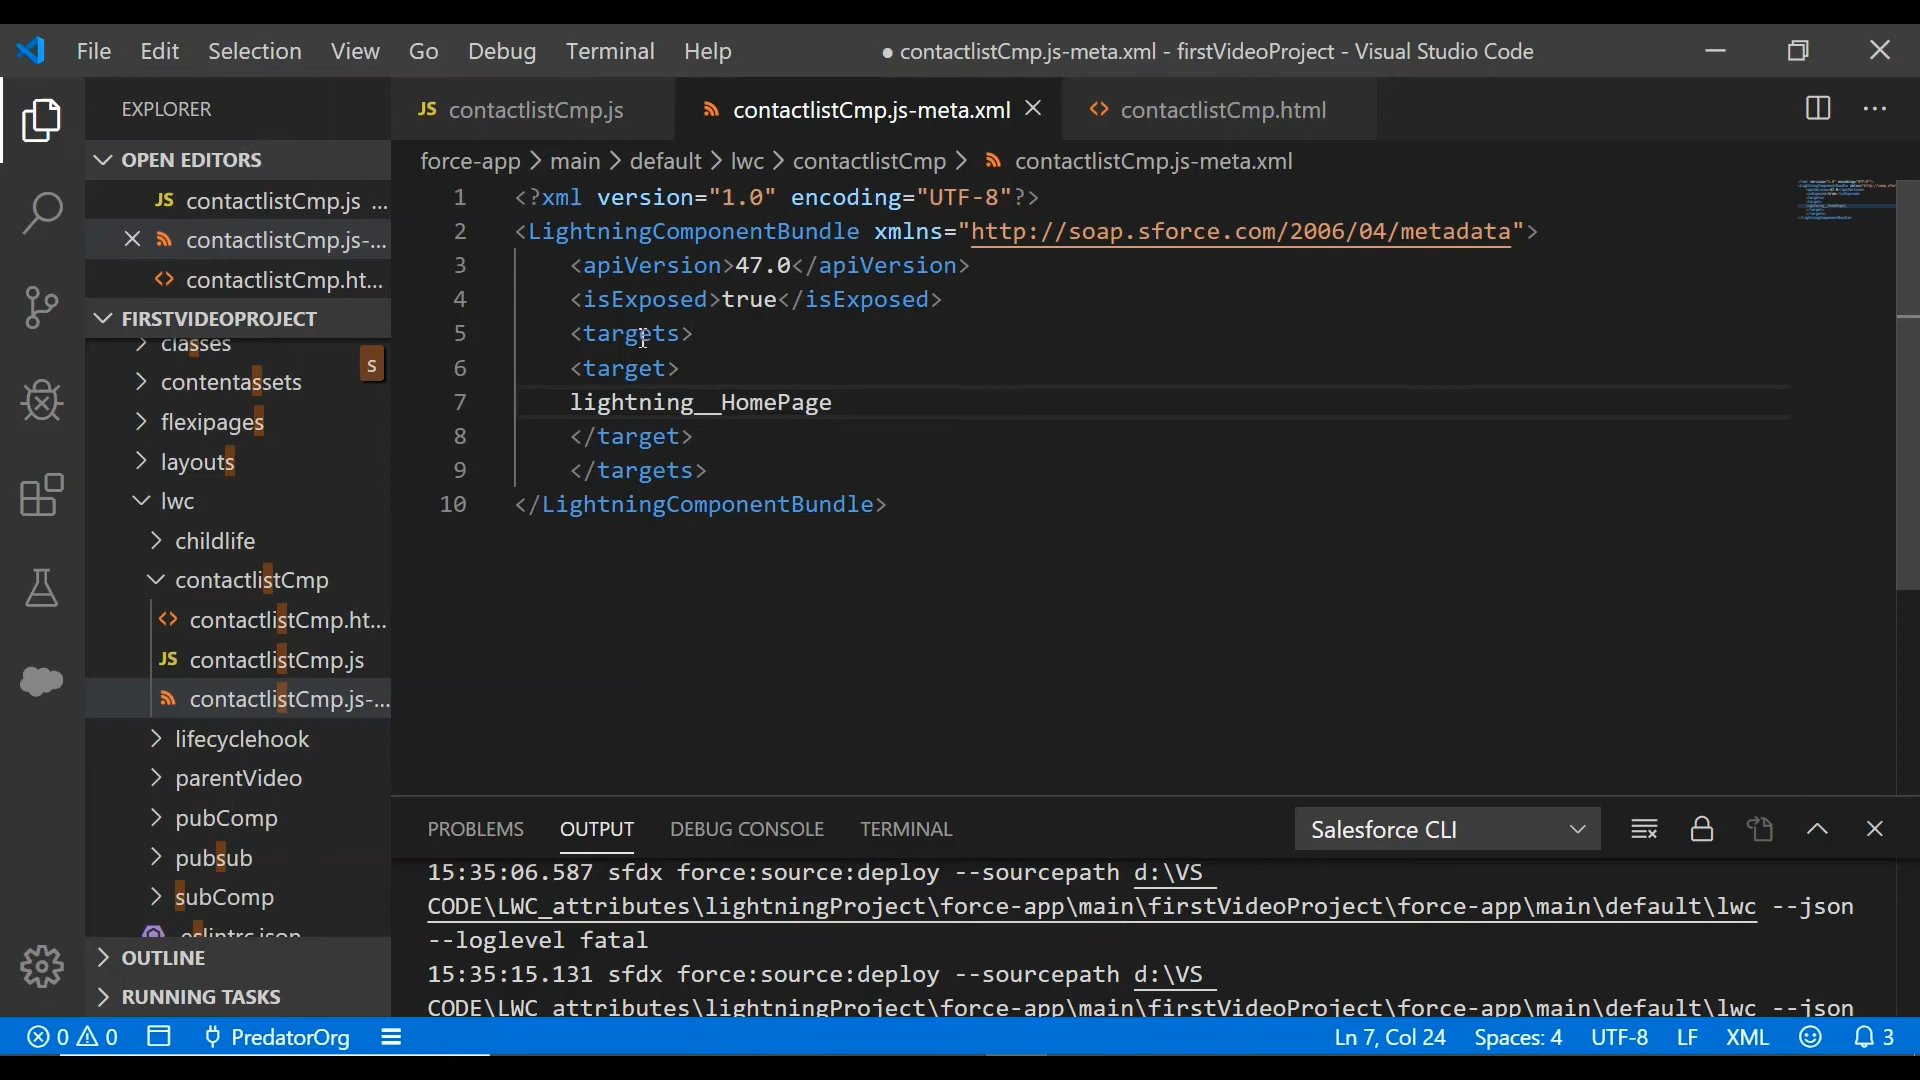 File Edit Selection View Go Debug Terminal Help ● contactlistCmp.js-meta.xml - firstVideoProject - Visual Studio Code
EXPLORER
JS contactlistCmp.js contactlistCmp.js-meta.xml contactlistCmp.html
OPEN EDITORS
force-app > main > default > lwc > contactlistCmp > contactlistCmp.js-meta.xml
JS contactlistCmp.js ...
contactlistCmp.js-...
contactlistCmp.ht...
FIRSTVIDEOPROJECT
classes
s
contentassets
flexipages
layouts
lwc
childlife
contactlistCmp
contactlistCmp.ht...
JS contactlistCmp.js
contactlistCmp.js-...
lifecyclehook
parentVideo
pubComp
pubsub
subComp
.eslintrc.json
OUTLINE
RUNNING TASKS
1 <?xml version="1.0" encoding="UTF-8"?>
2 <LightningComponentBundle xmlns="http://soap.sforce.com/2006/04/metadata">
3 <apiVersion>47.0</apiVersion>
4 <isExposed>true</isExposed>
5 <targets>
6 <target>
7 lightning__HomePage
8 </target>
9 </targets>
10 </LightningComponentBundle>
PROBLEMS OUTPUT DEBUG CONSOLE TERMINAL Salesforce CLI
15:35:06.587 sfdx force:source:deploy --sourcepath d:\VS
CODE\LWC_attributes\lightningProject\force-app\main\firstVideoProject\force-app\main\default\lwc --json
--loglevel fatal
15:35:15.131 sfdx force:source:deploy --sourcepath d:\VS
CODE\LWC_attributes\lightningProject\force-app\main\firstVideoProject\force-app\main\default\lwc --json
0 0 PredatorOrg Ln 7, Col 24 Spaces: 4 UTF-8 LF XML 3